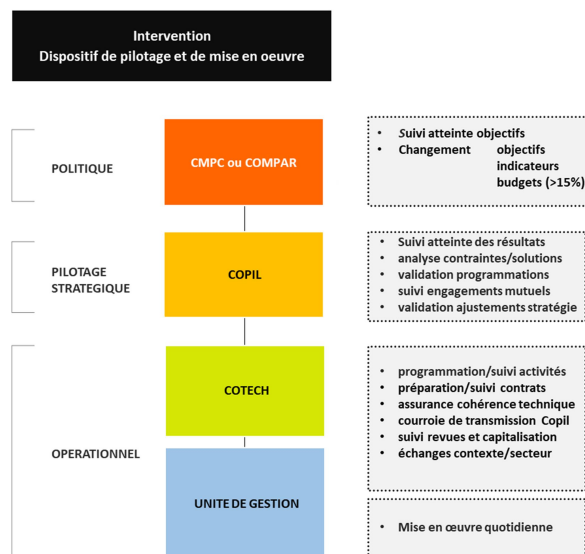 Intervention
Dispositif de pilotage et de mise en oeuvre
POLITIQUE
CMPC ou COMPAR
• Suivi atteinte objectifs
• Changement objectifs
indicateurs
budgets (>15%)
PILOTAGE
STRATEGIQUE
COPIL
• Suivi atteinte des résultats
• analyse contraintes/solutions
• validation programmations
• suivi engagements mutuels
• validation ajustements stratégie
OPERATIONNEL
COTECH
• programmation/suivi activités
• préparation/suivi contrats
• assurance cohérence technique
• courroie de transmission Copil
• suivi revues et capitalisation
• échanges contexte/secteur
UNITE DE GESTION
• Mise en œuvre quotidienne